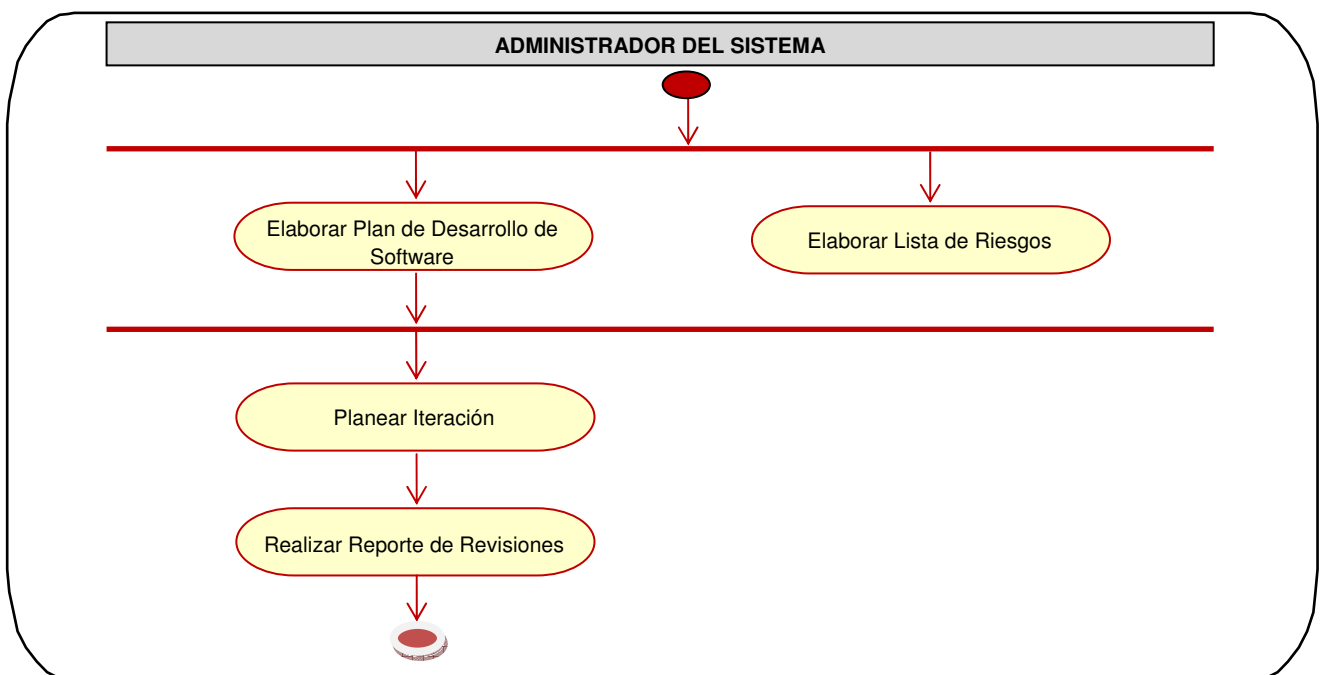 ADMINISTRADOR DEL SISTEMA
Elaborar Plan de Desarrollo de
Software
Elaborar Lista de Riesgos
Planear Iteración
Realizar Reporte de Revisiones